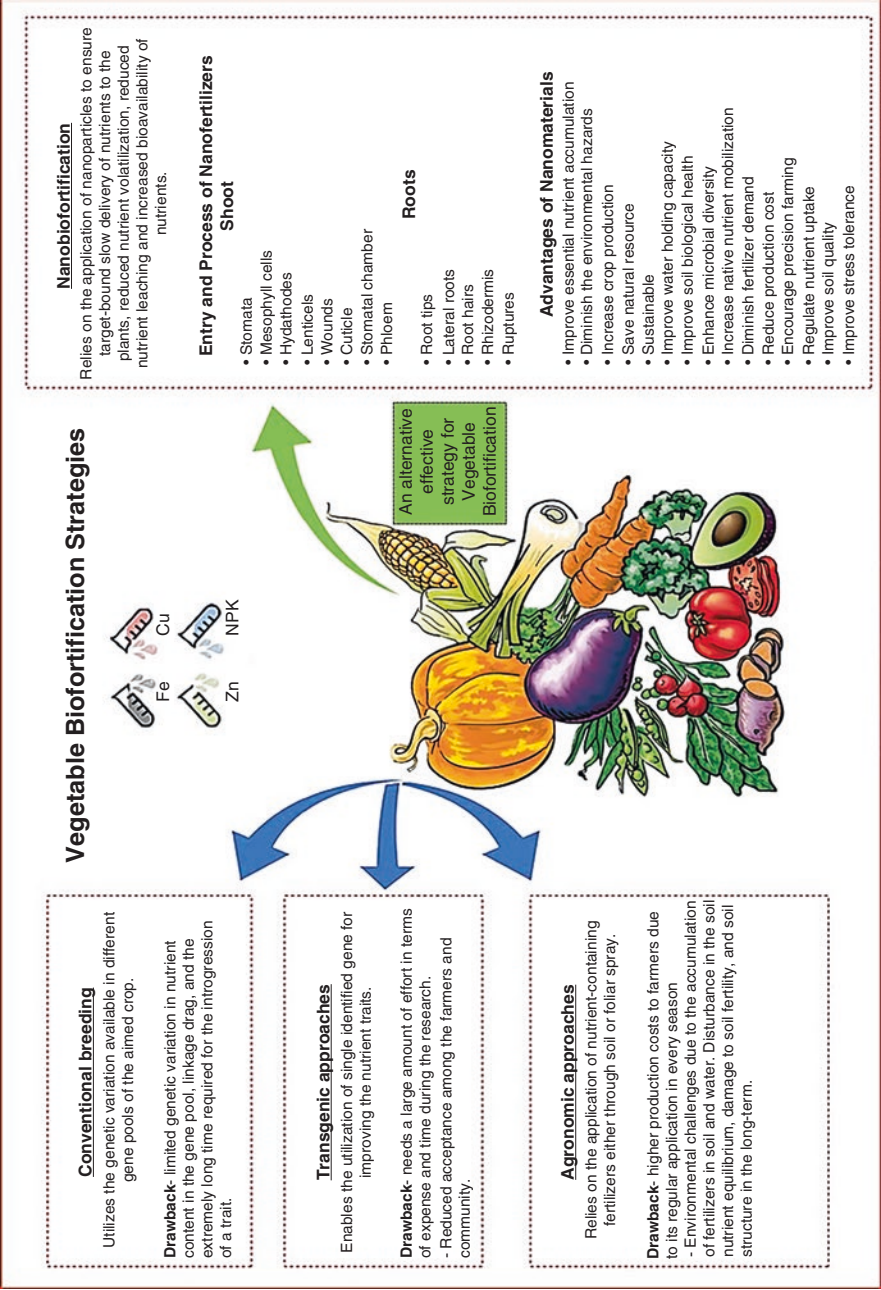 Vegetable Biofortification Strategies
Conventional breeding
Utilizes the genetic variation available in different
gene pools of the aimed crop.
Drawback- limited genetic variation in nutrient
content in the gene pool, linkage drag, and the
extremely long time required for the introgression
of a trait.
Transgenic approaches
Enables the utilization of single identified gene for
improving the nutrient traits.
Drawback- needs a large amount of effort in terms
of expense and time during the research.
- Reduced acceptance among the farmers and
community.
Agronomic approaches
Relies on the application of nutrient-containing
fertilizers either through soil or foliar spray.
Drawback- higher production costs to farmers due
to its regular application in every season
- Environmental challenges due to the accumulation
of fertilizers in soil and water. Disturbance in the soil
nutrient equilibrium, damage to soil fertility, and soil
structure in the long-term.
Fe
Cu
Zn
NPK
An alternative
effective
strategy for
Vegetable
Biofortification
Nanobiofortification
Relies on the application of nanoparticles to ensure
target-bound slow delivery of nutrients to the
plants, reduced nutrient volatilization, reduced
nutrient leaching and increased bioavailability of
nutrients.
Entry and Process of Nanofertilizers
Shoot
• Stomata
• Mesophyll cells
• Hydathodes
• Lenticels
• Wounds
• Cuticle
• Stomatal chamber
• Phloem
Roots
• Root tips
• Lateral roots
• Root hairs
• Rhizodermis
• Ruptures
Advantages of Nanomaterials
• Improve essential nutrient accumulation
• Diminish the environmental hazards
• Increase crop production
• Save natural resource
• Sustainable
• Improve water holding capacity
• Improve soil biological health
• Enhance microbial diversity
• Increase native nutrient mobilization
• Diminish fertilizer demand
• Reduce production cost
• Encourage precision farming
• Regulate nutrient uptake
• Improve soil quality
• Improve stress tolerance